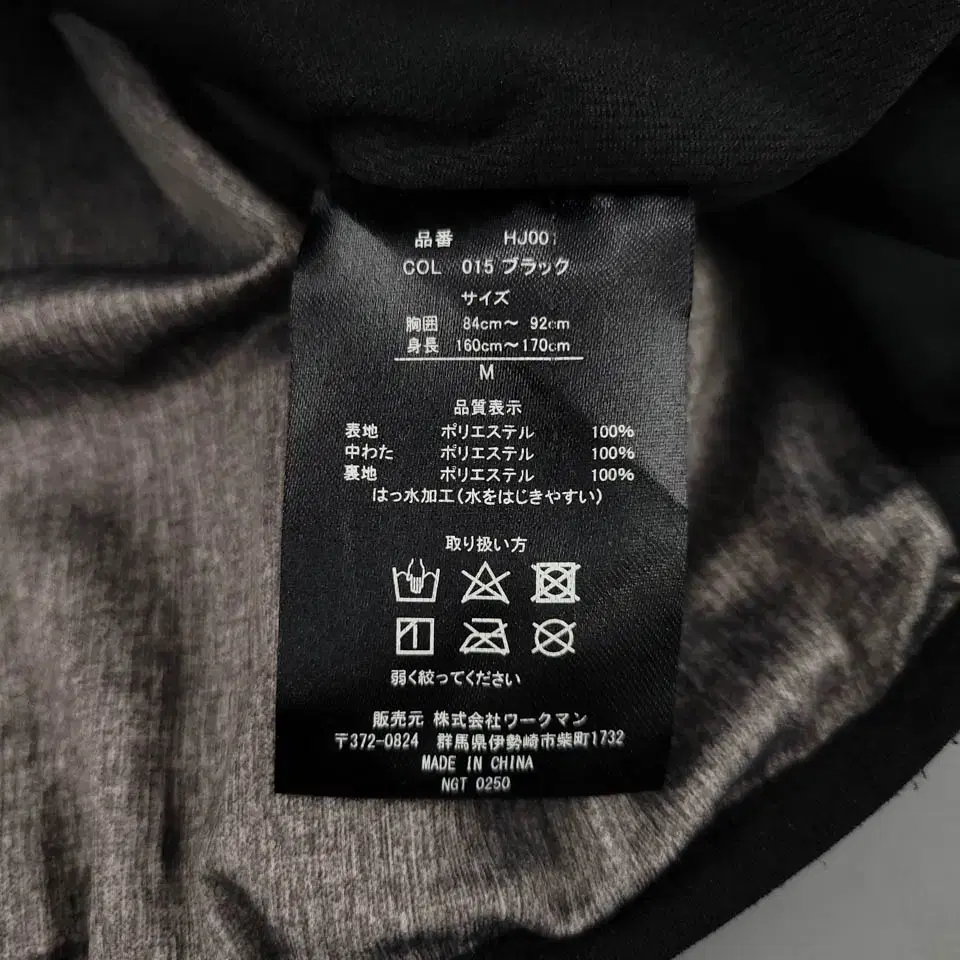 品番 HJ001
COL 015 ブラック
サイズ
胸囲 84cm～ 92cm
身長 160cm～170cm
M
品質表示
表地 ポリエステル 100%
中わた ポリエステル 100%
裏地 ポリエステル 100%
はっ水加工(水をはじきやすい)
取り扱い方
弱く絞ってください
販売元 株式会社ワークマン
〒372-0824 群馬県伊勢崎市柴町1732
MADE IN CHINA
NGT 0250